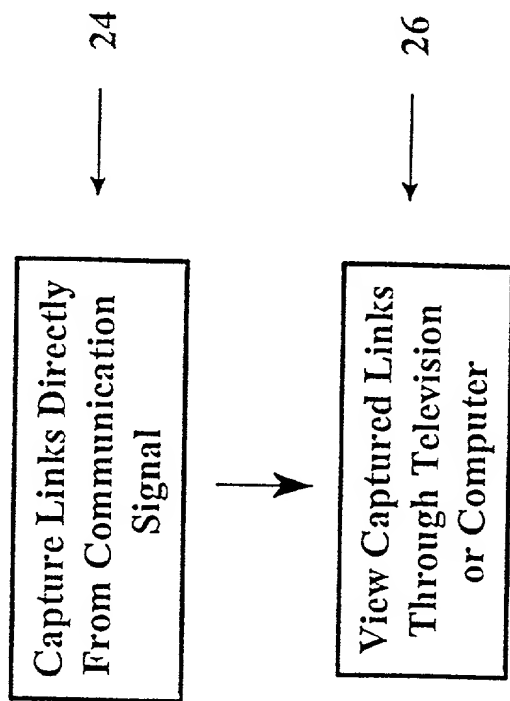 Capture Links Directly
From Communication
Signal
24
View Captured Links
Through Television
or Computer
26